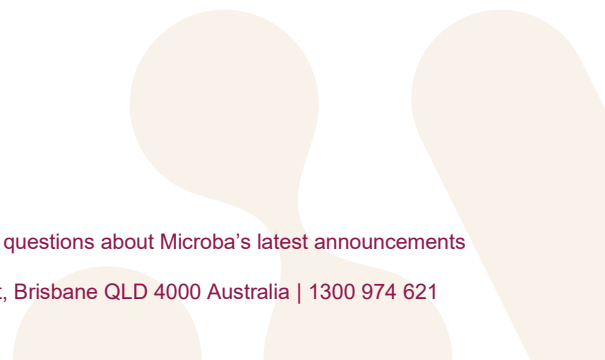 questions about Microba’s latest announcements
, Brisbane QLD 4000 Australia | 1300 974 621